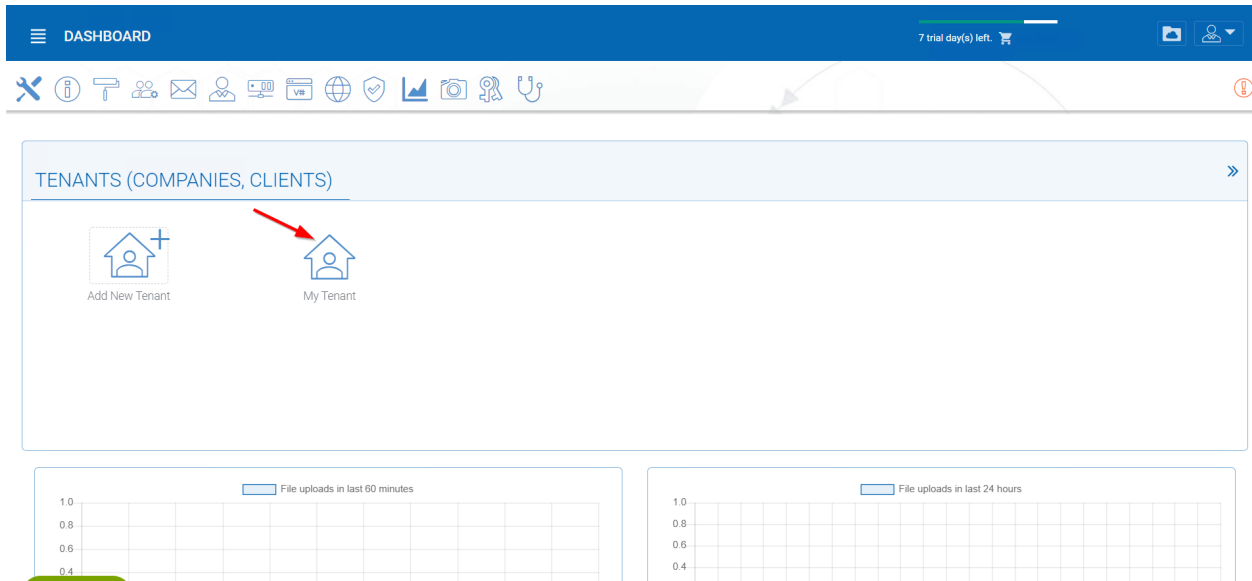 DASHBOARD
7 trial day(s) left.
V#
TENANTS (COMPANIES, CLIENTS)
Add New Tenant
My Tenant
File uploads in last 60 minutes
1.0
0.8
0.6
0.4
File uploads in last 24 hours
1.0
0.8
0.6
0.4